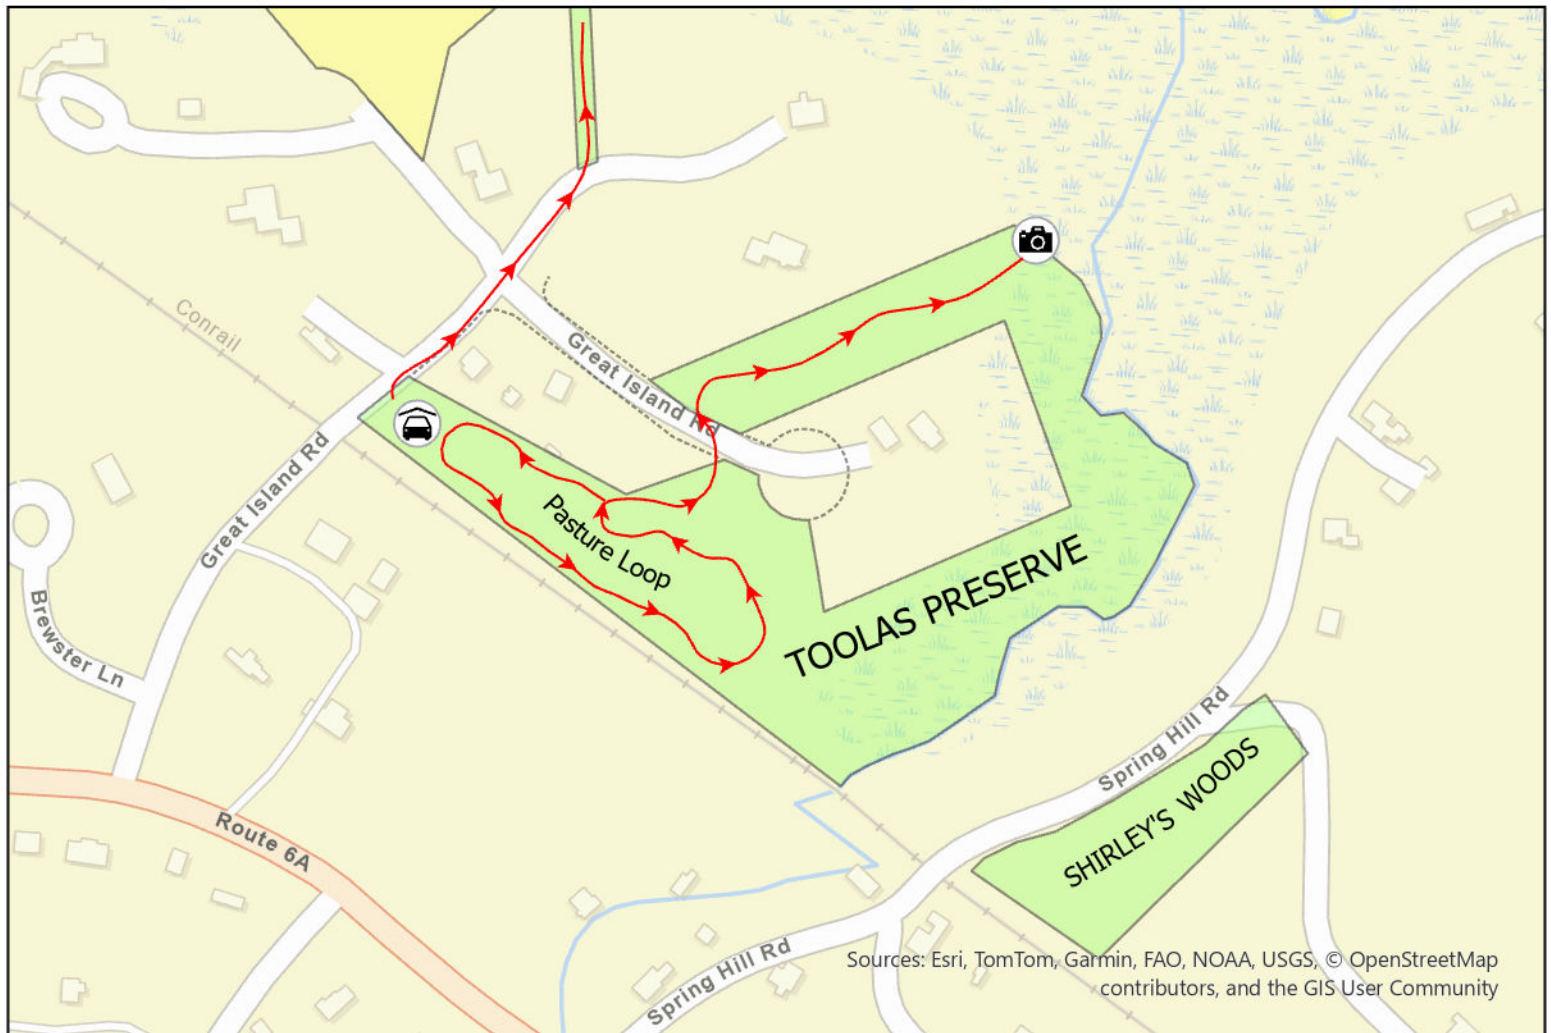 Conrail
Great Island Rd
Great Island Rd
Pasture Loop
Brewster Ln
TOOLAS PRESERVE
Spring Hill Rd
SHIRLEY'S WOODS
Route 6A
Spring Hill Rd
Sources: Esri, TomTom, Garmin, FAO, NOAA, USGS, © OpenStreetMap
contributors, and the GIS User Community